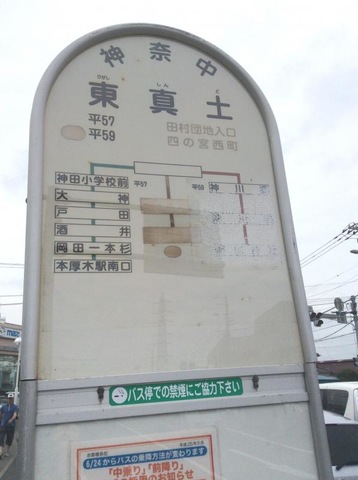 神奈中
ひがし しん ど
東真土
平57
平59
田村団地入口
四の宮西町
平57
平59
神田小学校前
大神
戸田
酒井
岡田一本杉
本厚木駅南口
バス停での禁煙にご協力下さい
6/24からバスの乗降方法が変わります
「中乗り」「前降り」